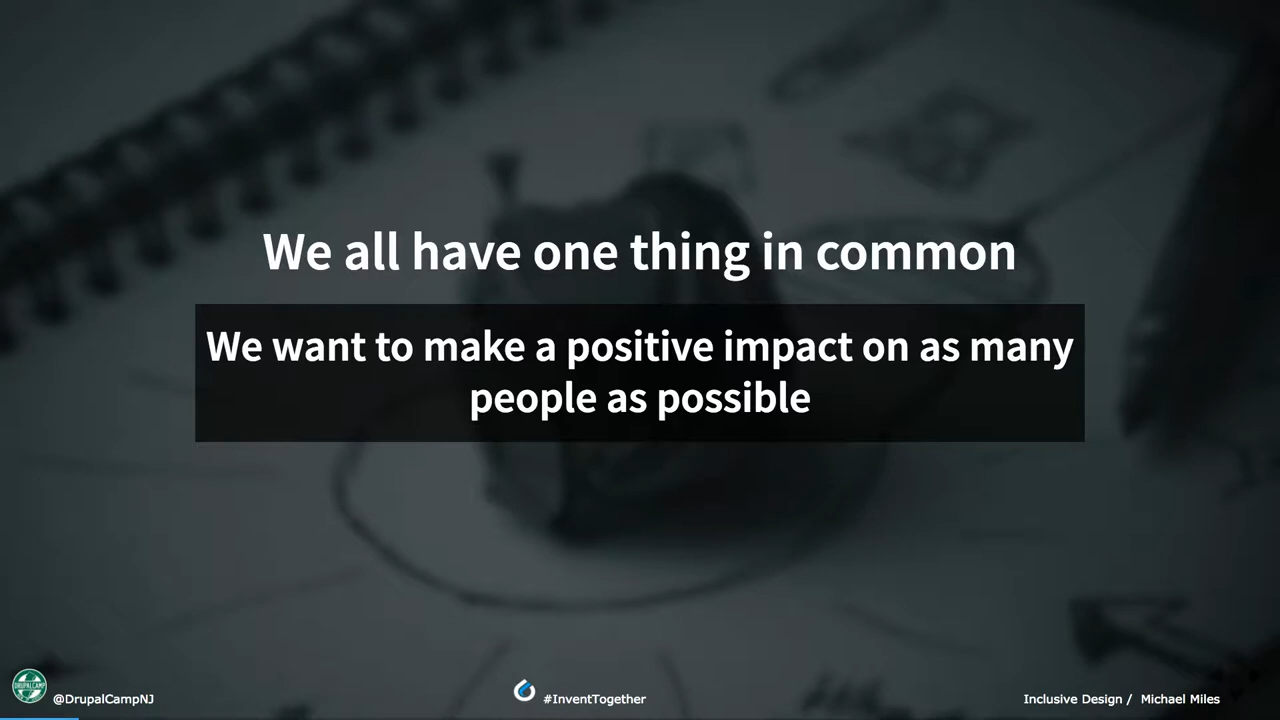 We all have one thing in common
We want to make a positive impact on as many
people as possible
DRUPALCAMP
@DrupalCampNJ
#InventTogether
Inclusive Design / Michael Miles